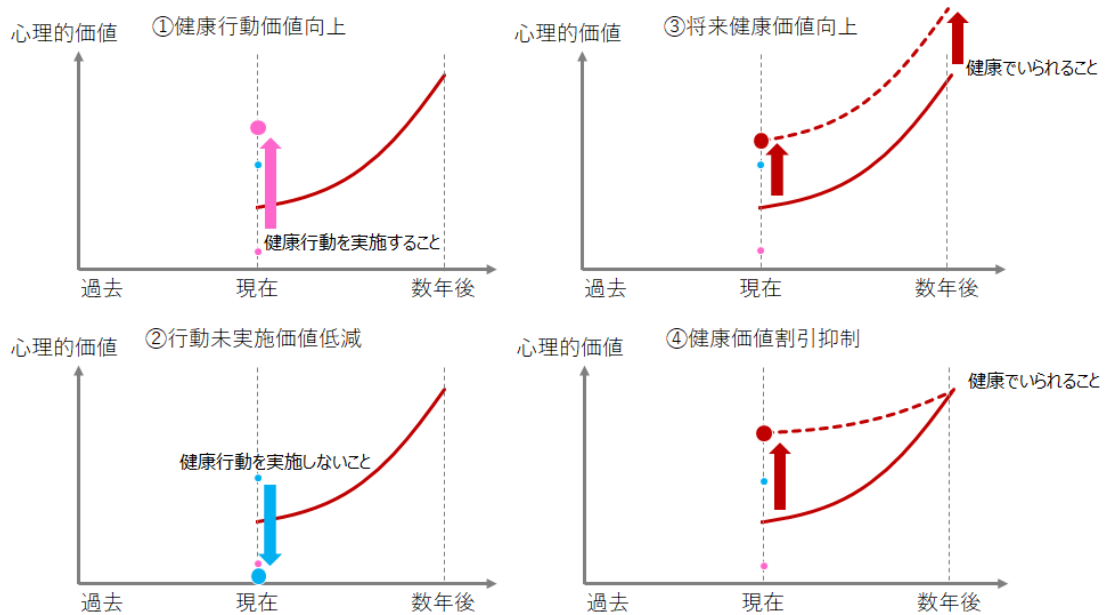 ①健康行動価値向上
心理的価値
健康行動を実施すること
過去
現在
数年後
③将来健康価値向上
心理的価値
健康でいられること
過去
現在
数年後
②行動未実施価値低減
心理的価値
健康行動を実施しないこと
過去
現在
数年後
④健康価値割引抑制
心理的価値
健康でいられること
過去
現在
数年後